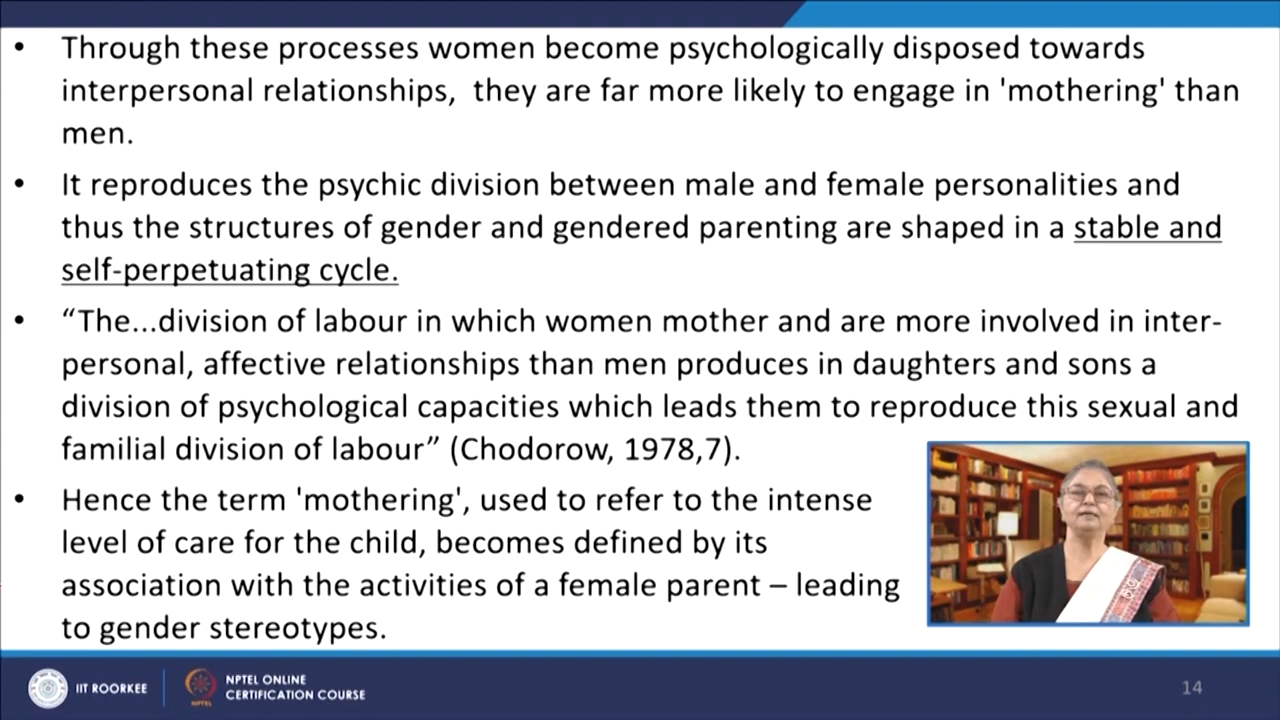 • Through these processes women become psychologically disposed towards
interpersonal relationships,  they are far more likely to engage in 'mothering' than
men.
• It reproduces the psychic division between male and female personalities and
thus the structures of gender and gendered parenting are shaped in a stable and
self-perpetuating cycle.
• “The...division of labour in which women mother and are more involved in inter-
personal, affective relationships than men produces in daughters and sons a
division of psychological capacities which leads them to reproduce this sexual and
familial division of labour” (Chodorow, 1978,7).
• Hence the term 'mothering', used to refer to the intense
level of care for the child, becomes defined by its
association with the activities of a female parent – leading
to gender stereotypes.
IIT ROORKEE
NPTEL
NPTEL ONLINE
CERTIFICATION COURSE
14